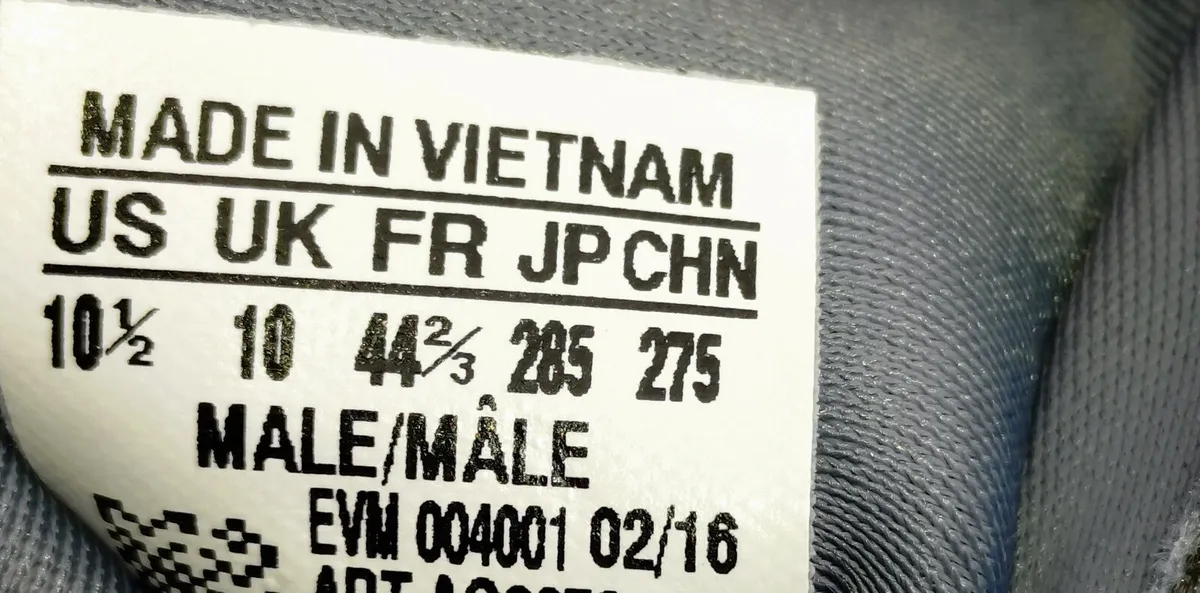 MADE IN VIETNAM
US UK FR JP CHN
10½ 10 44⅔ 285 275
MALE/MÂLE
EVM 004001 02/16
ART